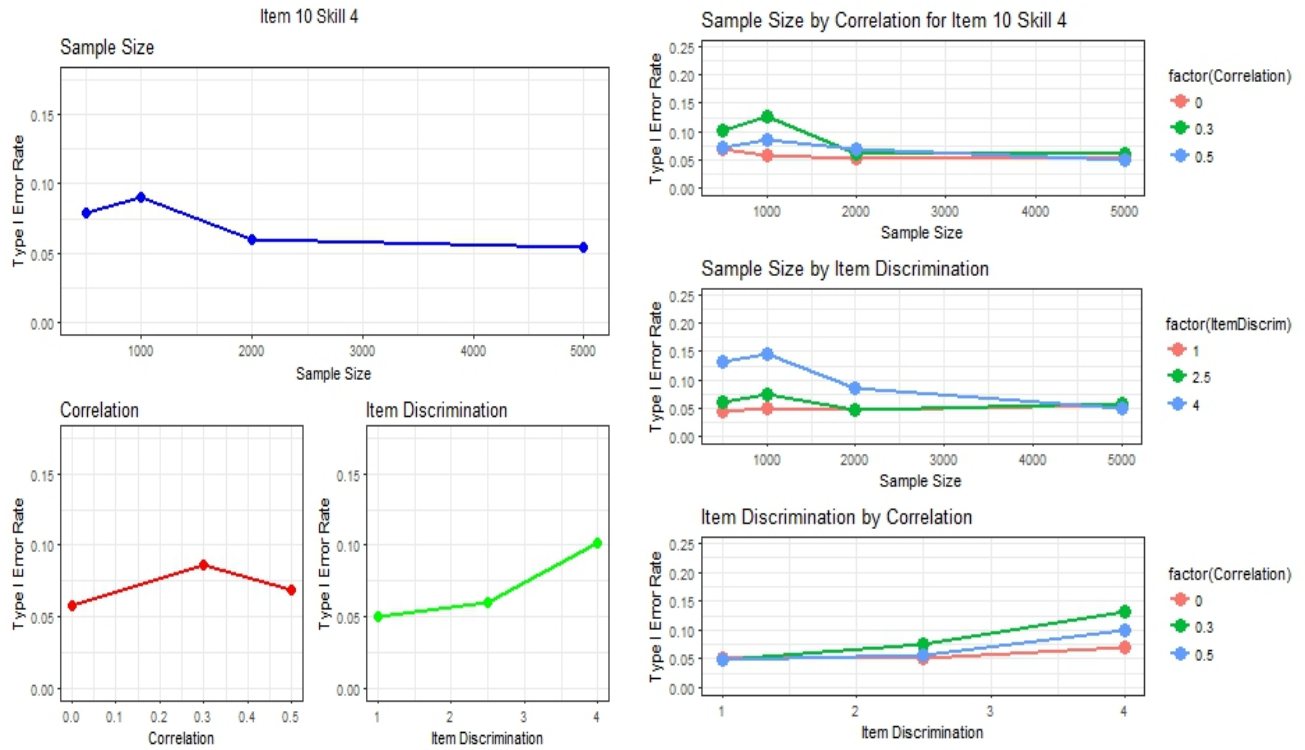 Item 10 Skill 4
Sample Size
Type I Error Rate
0.15
0.10
0.05
0.00
1000 2000 3000 4000 5000
Sample Size
Correlation
Type I Error Rate
0.15
0.10
0.05
0.00
0.0 0.1 0.2 0.3 0.4 0.5
Correlation
Item Discrimination
Type I Error Rate
0.15
0.10
0.05
0.00
1 2 3 4
Item Discrimination
Sample Size by Correlation for Item 10 Skill 4
Type I Error Rate
0.25
0.20
0.15
0.10
0.05
0.00
1000 2000 3000 4000 5000
Sample Size
factor(Correlation)
0
0.3
0.5
Sample Size by Item Discrimination
Type I Error Rate
0.25
0.20
0.15
0.10
0.05
0.00
1000 2000 3000 4000 5000
Sample Size
factor(ItemDiscrim)
1
2.5
4
Item Discrimination by Correlation
Type I Error Rate
0.25
0.20
0.15
0.10
0.05
0.00
1 2 3 4
Item Discrimination
factor(Correlation)
0
0.3
0.5